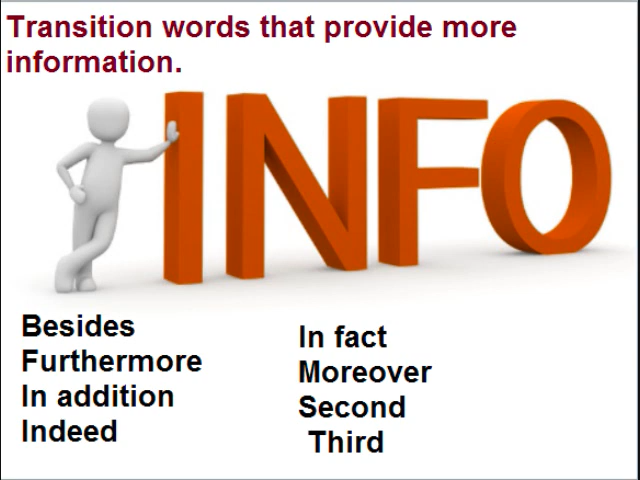 Transition words that provide more
information.
INFO
Besides
Furthermore
In addition
Indeed
In fact
Moreover
Second
Third